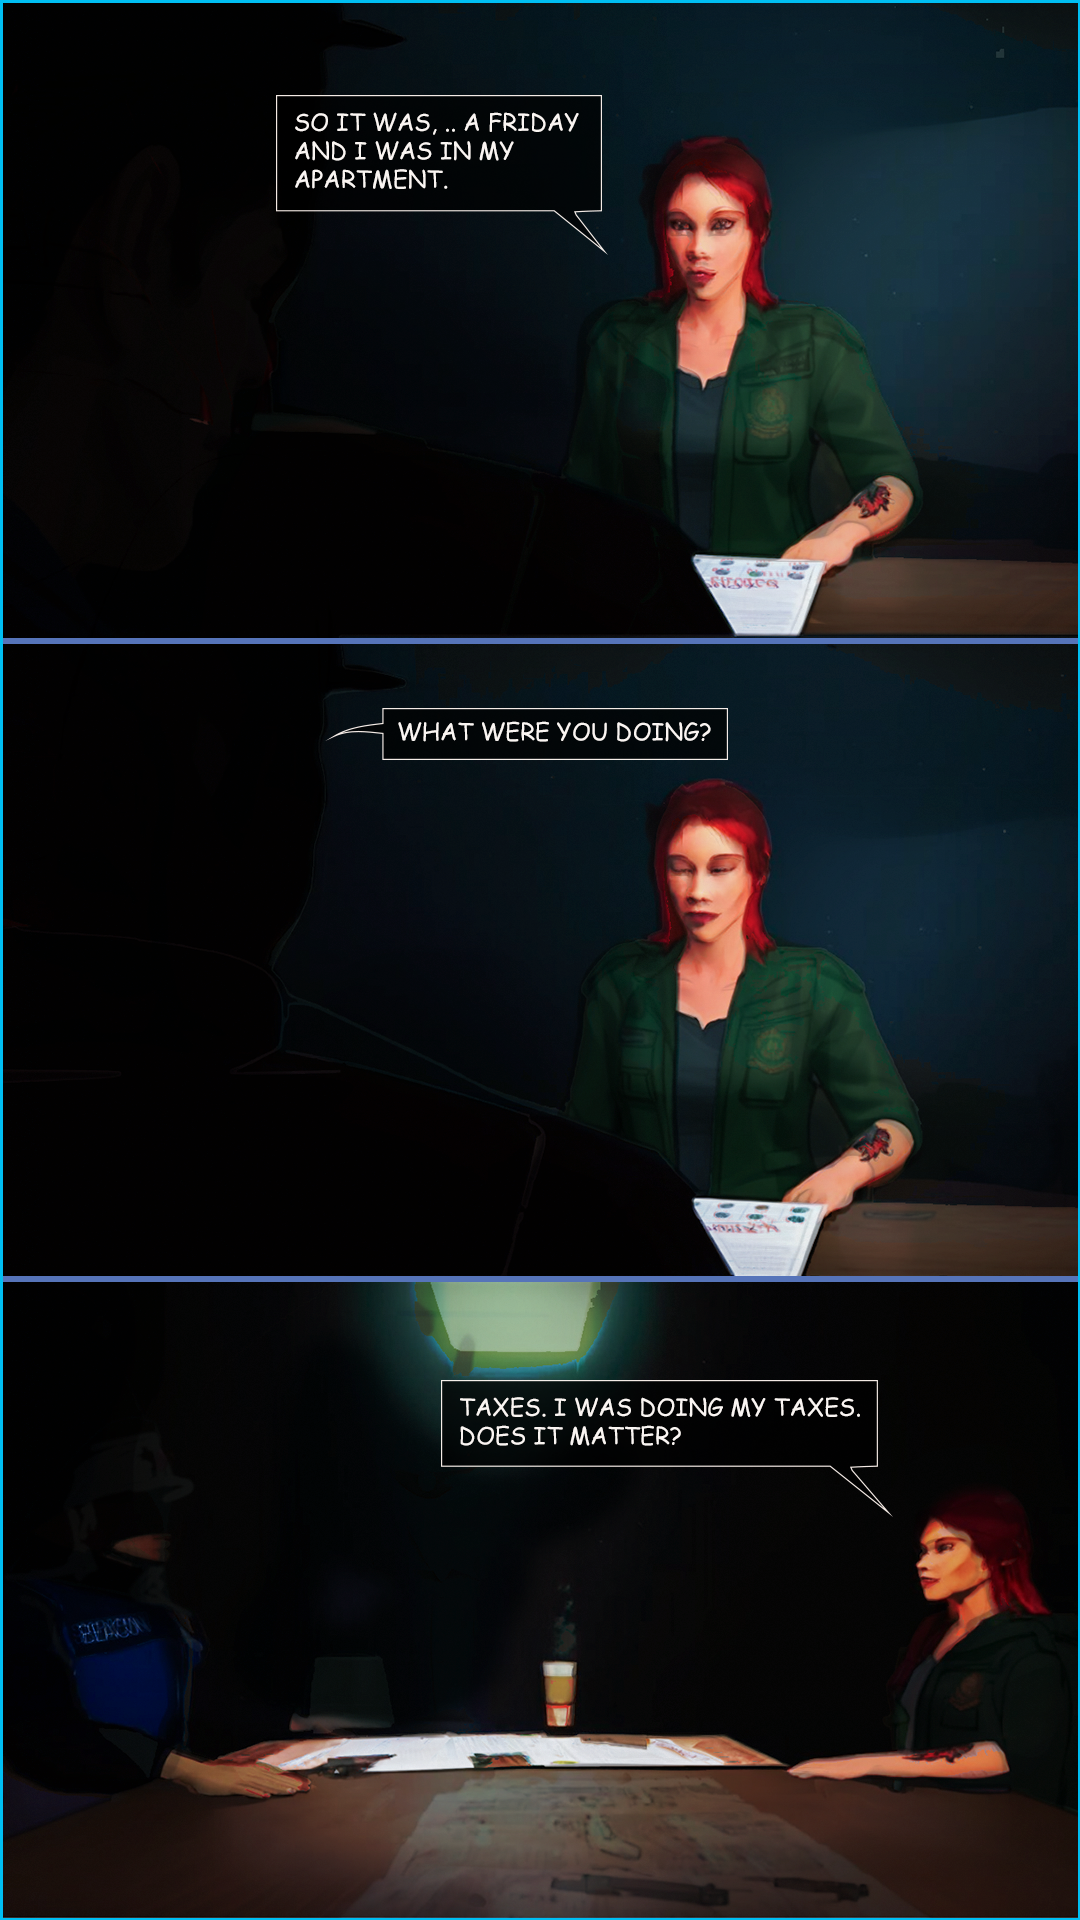 SO IT WAS, .. A FRIDAY
AND I WAS IN MY
APARTMENT.
WHAT WERE YOU DOING?
TAXES. I WAS DOING MY TAXES.
DOES IT MATTER?